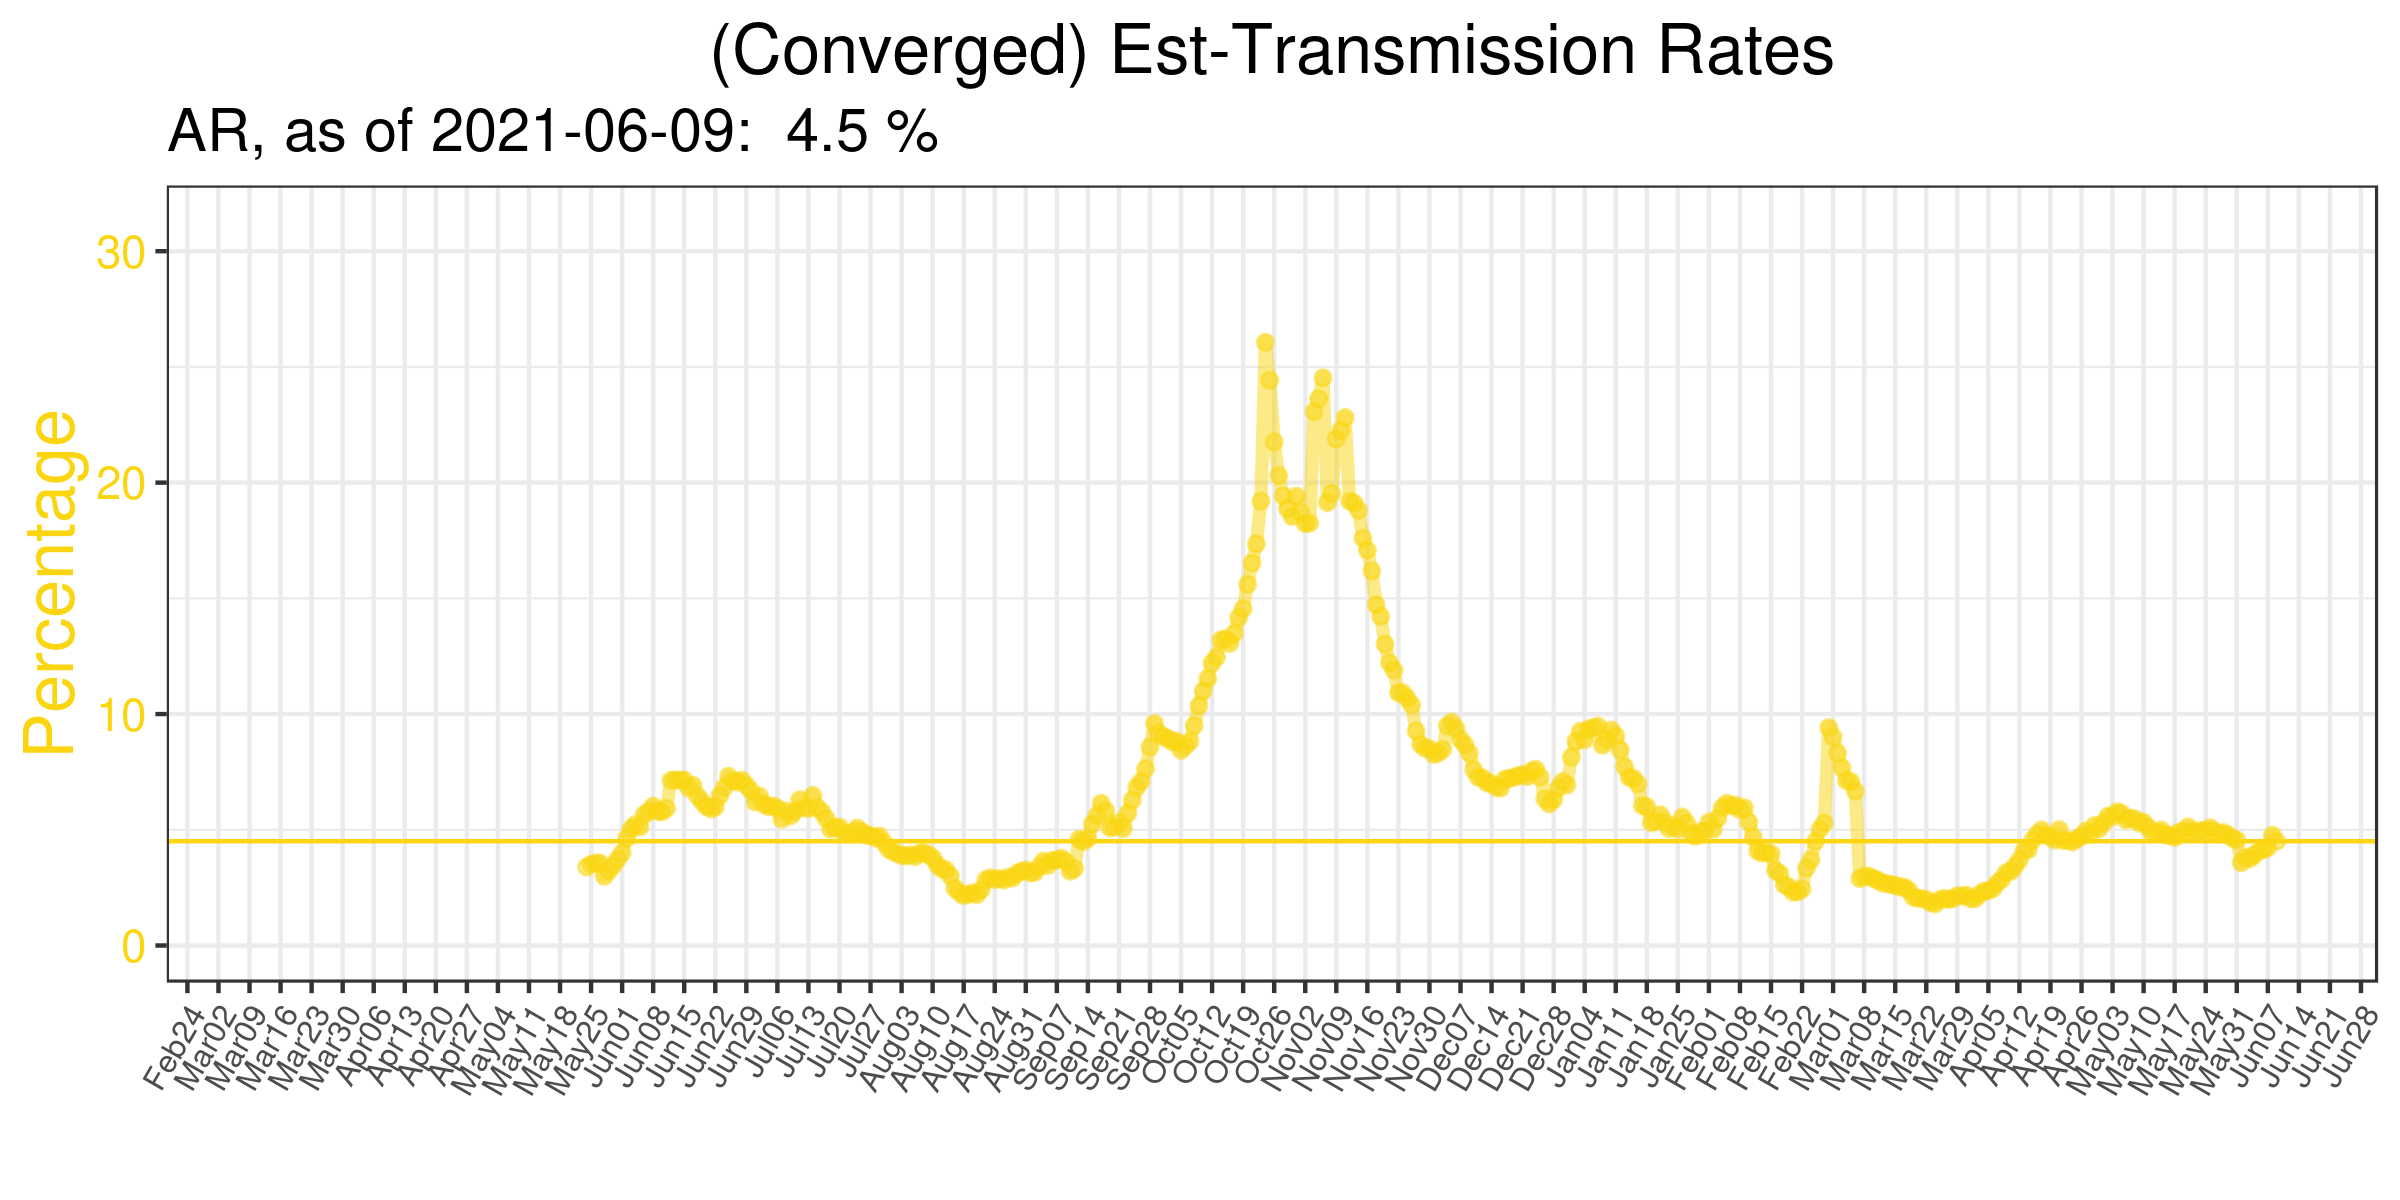 (Converged) Est-Transmission Rates
AR, as of 2021-06-09:  4.5 %
Percentage
30
20
10
0
Feb24
Mar02
Mar09
Mar16
Mar23
Mar30
Apr06
Apr13
Apr20
Apr27
May04
May11
May18
May25
Jun01
Jun08
Jun15
Jun22
Jun29
Jul06
Jul13
Jul20
Jul27
Aug03
Aug10
Aug17
Aug24
Aug31
Sep07
Sep14
Sep21
Sep28
Oct05
Oct12
Oct19
Oct26
Nov02
Nov09
Nov16
Nov23
Nov30
Dec07
Dec14
Dec21
Dec28
Jan04
Jan11
Jan18
Jan25
Feb01
Feb08
Feb15
Feb22
Mar01
Mar08
Mar15
Mar22
Mar29
Apr05
Apr12
Apr19
Apr26
May03
May10
May17
May24
May31
Jun07
Jun14
Jun21
Jun28